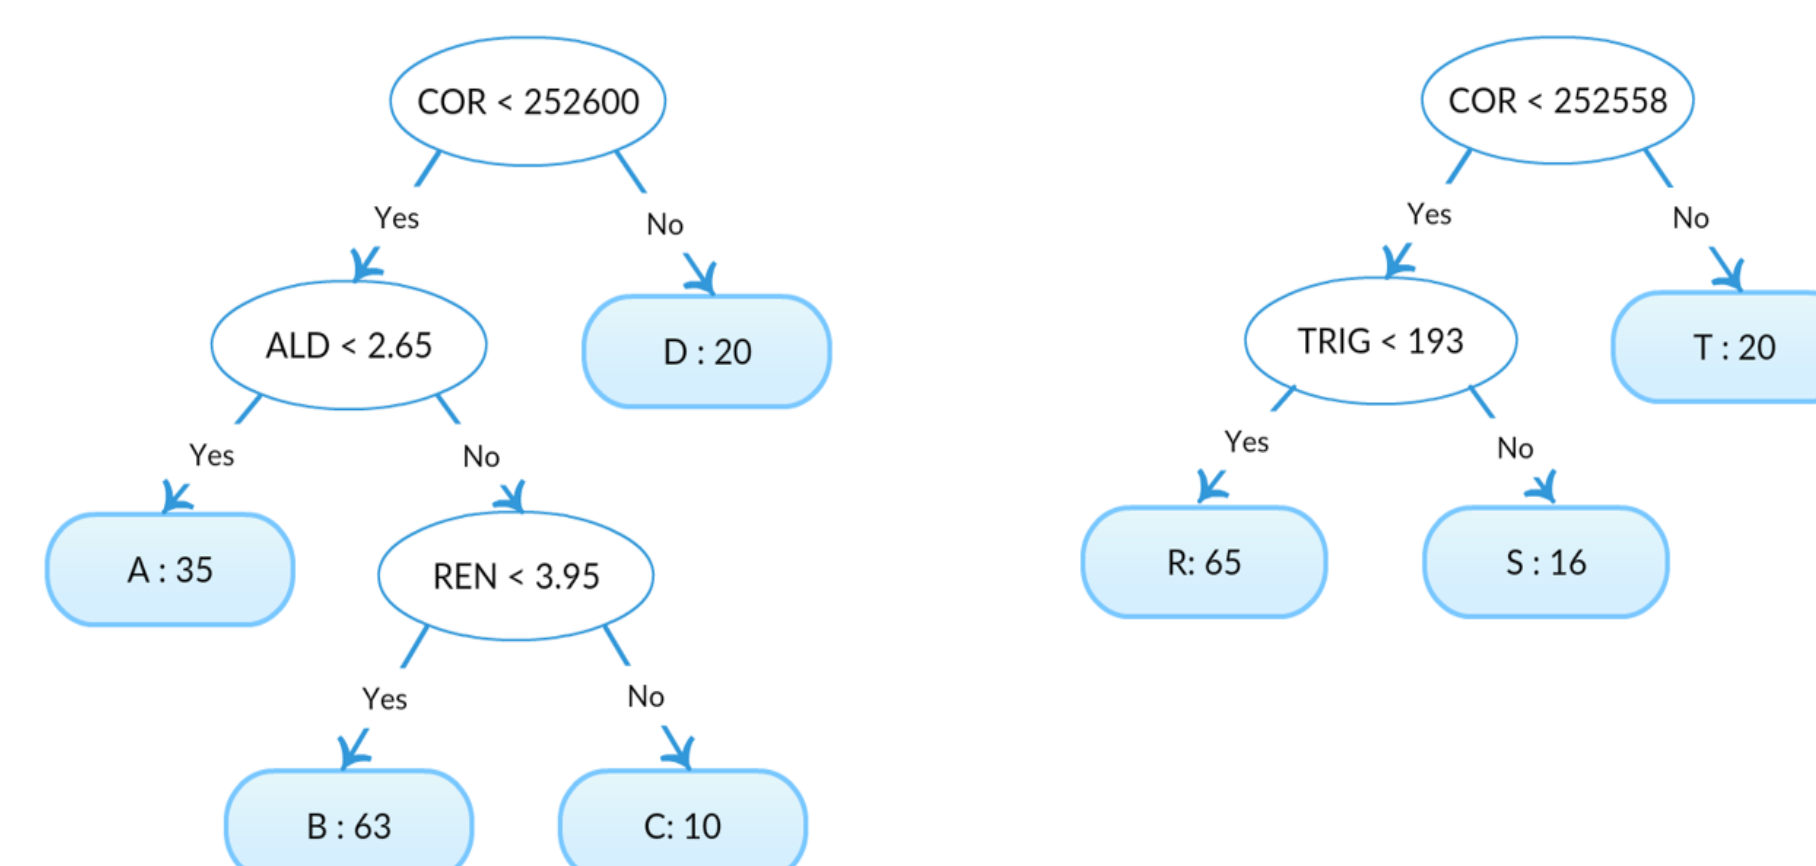 COR < 252600
Yes
No
ALD < 2.65
D : 20
Yes
No
A : 35
REN < 3.95
Yes
No
B : 63
C: 10
COR < 252558
Yes
No
TRIG < 193
T : 20
Yes
No
R: 65
S : 16